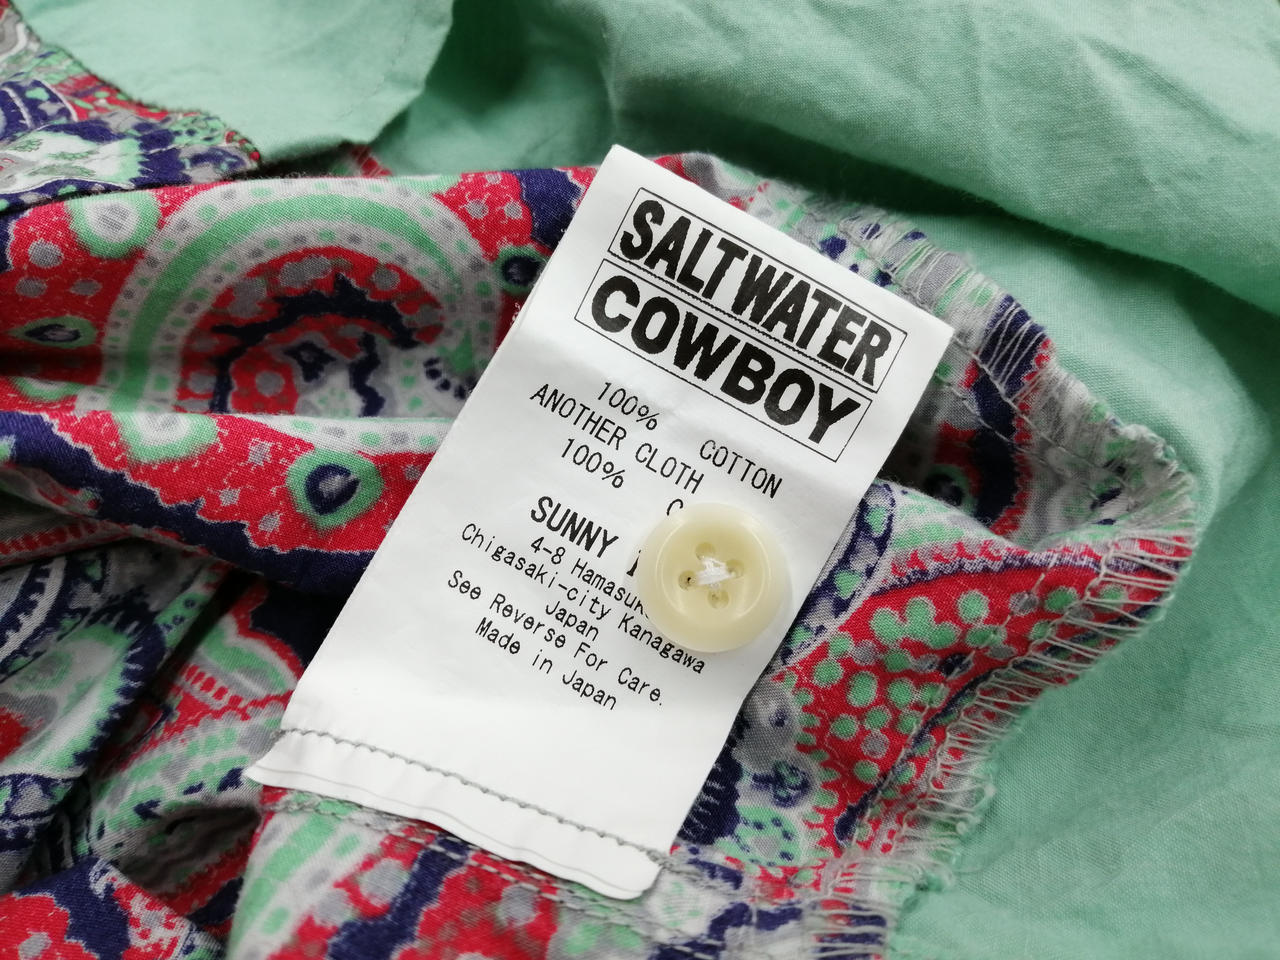 SALTWATER
COWBOY
100% COTTON
ANOTHER CLOTH
100%
SUNNY
4-8
Chigasaki-city Kanagawa
Japan
See Reverse For Care.
Made in Japan